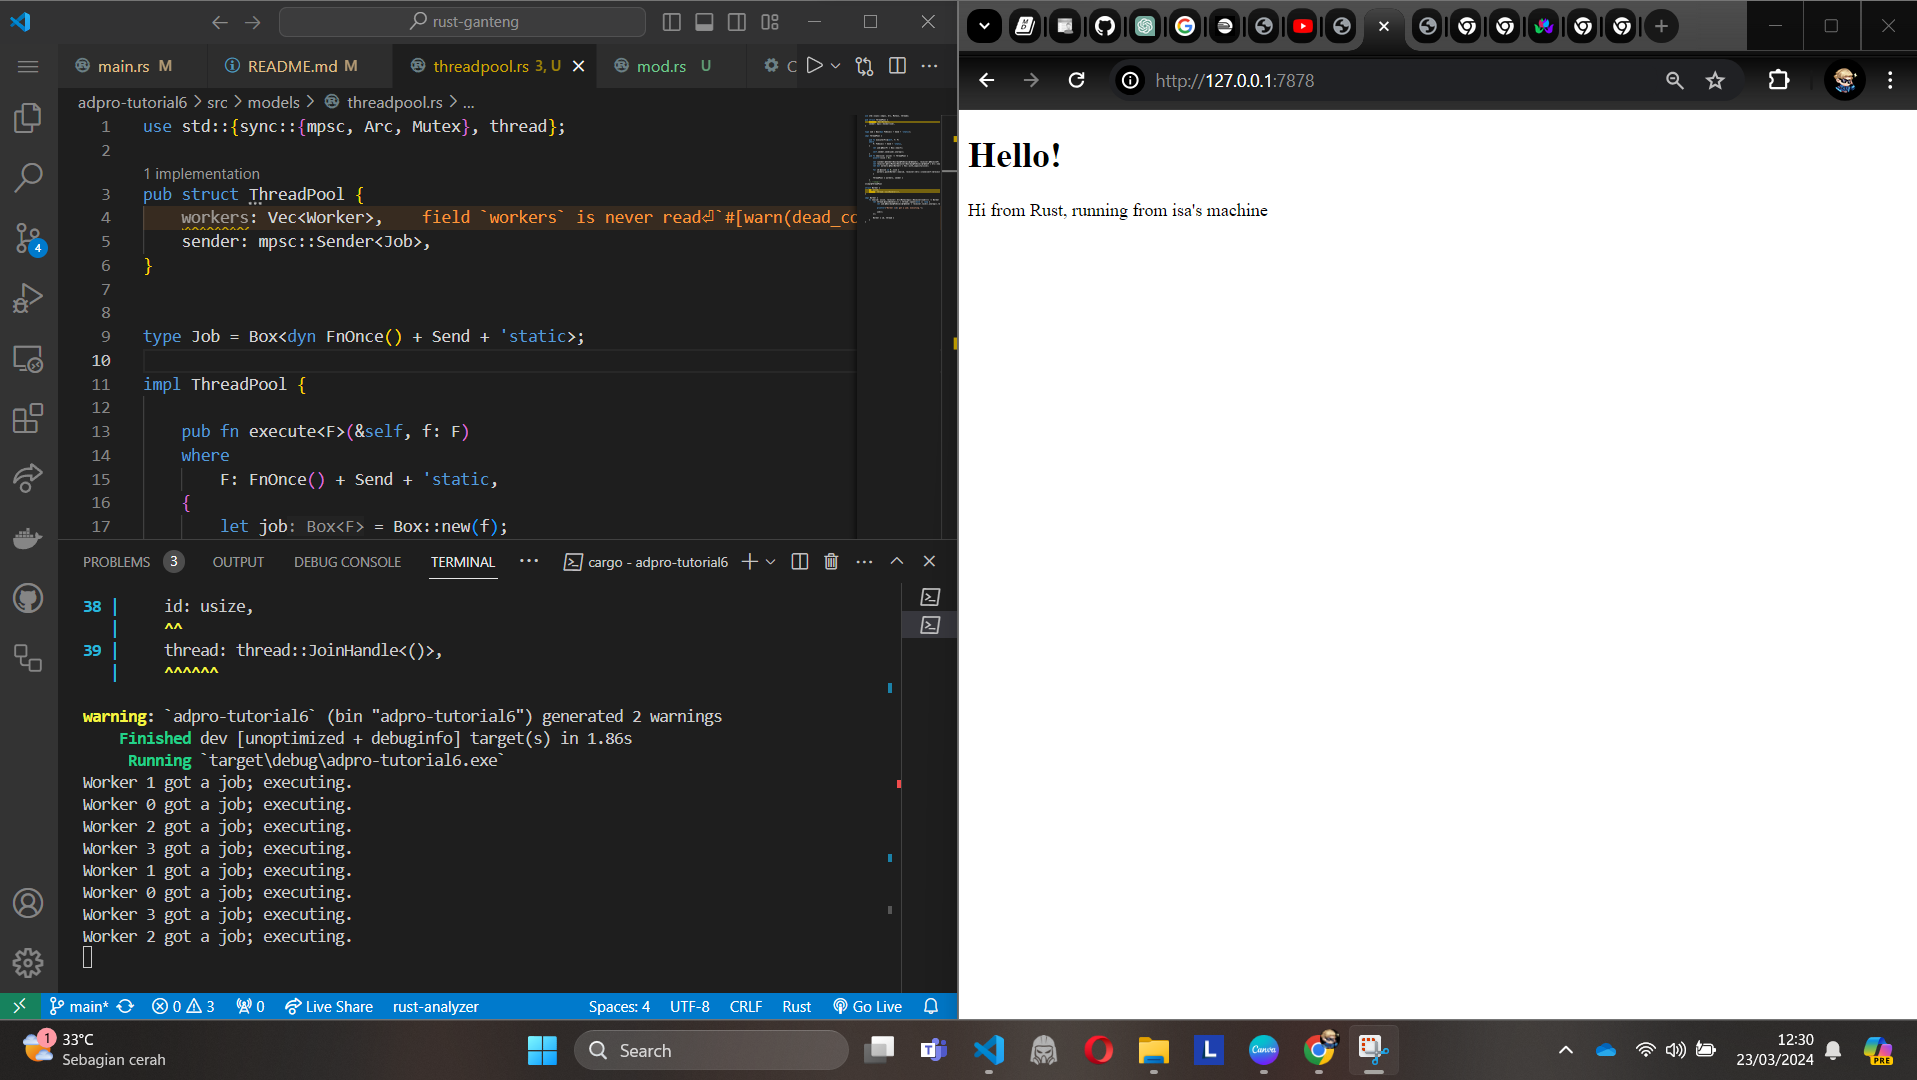 rust-ganteng
main.rs M
README.md M
threadpool.rs 3, U
mod.rs U
adpro-tutorial6 > src > models > threadpool.rs > ...
1 use std::{sync::{mpsc, Arc, Mutex}, thread};
2
1 implementation
3 pub struct ThreadPool {
4 workers: Vec<Worker>, field `workers` is never read⏎`#[warn(dead_co
5 sender: mpsc::Sender<Job>,
6 }
7
8
9 type Job = Box<dyn FnOnce() + Send + 'static>;
10
11 impl ThreadPool {
12
13 pub fn execute<F>(&self, f: F)
14 where
15 F: FnOnce() + Send + 'static,
16 {
17 let job: Box<F> = Box::new(f);
PROBLEMS 3 OUTPUT DEBUG CONSOLE TERMINAL ... cargo - adpro-tutorial6
38 | id: usize,
| ^^
39 | thread: thread::JoinHandle<()>,
| ^^^^^^
warning: `adpro-tutorial6` (bin "adpro-tutorial6") generated 2 warnings
Finished dev [unoptimized + debuginfo] target(s) in 1.86s
Running `target\debug\adpro-tutorial6.exe`
Worker 1 got a job; executing.
Worker 0 got a job; executing.
Worker 2 got a job; executing.
Worker 3 got a job; executing.
Worker 1 got a job; executing.
Worker 0 got a job; executing.
Worker 3 got a job; executing.
Worker 2 got a job; executing.
4
main* 0 3 0 Live Share rust-analyzer Spaces: 4 UTF-8 CRLF Rust Go Live
http://127.0.0.1:7878
Hello!
Hi from Rust, running from isa's machine
1
33°C
Sebagian cerah
Search
L
Canva
12:30
23/03/2024
PRE